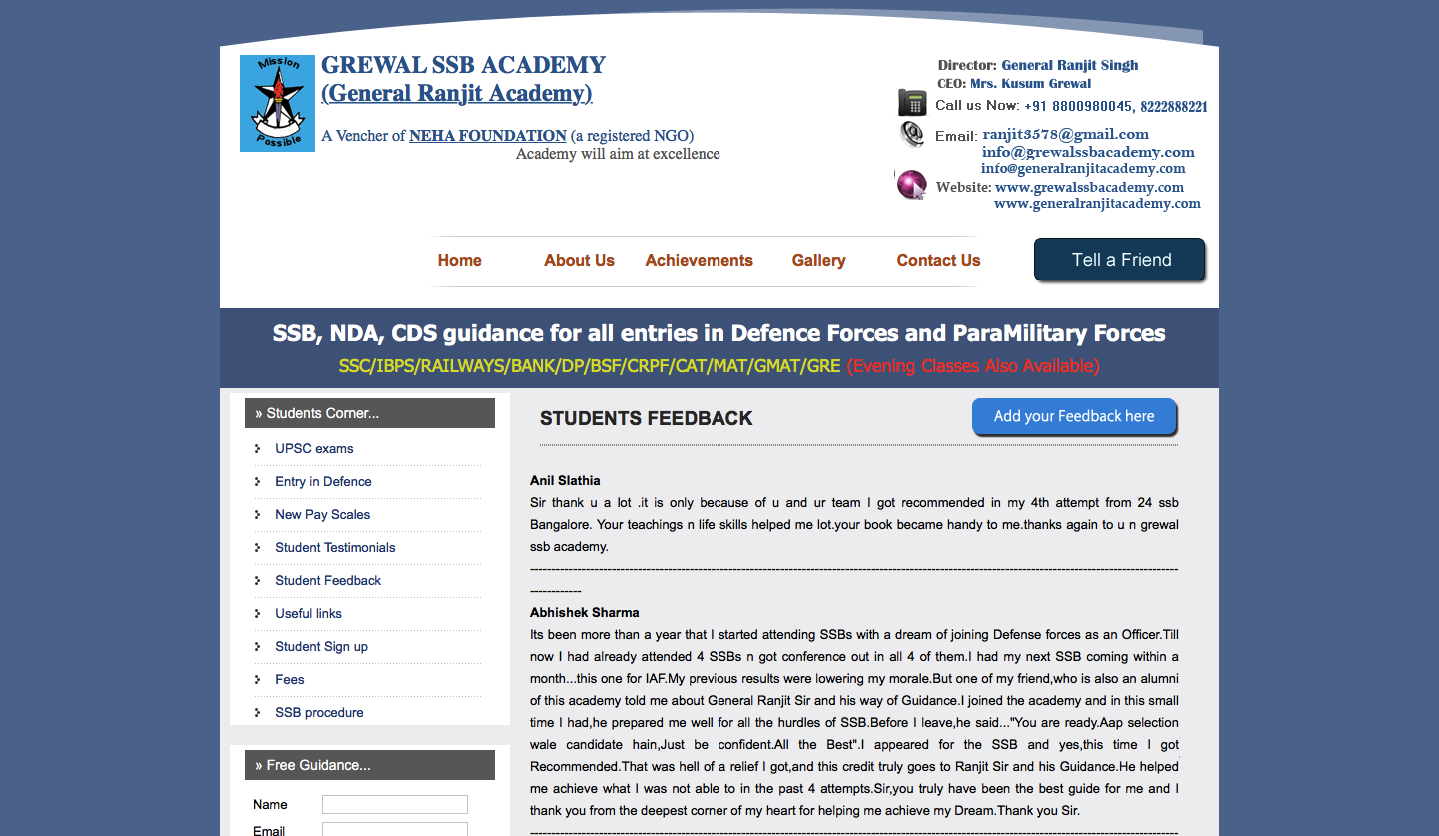 Mission
Possible
GREWAL SSB ACADEMY
(General Ranjit Academy)
A Vencher of NEHA FOUNDATION (a registered NGO)
Academy will aim at excellence
Director: General Ranjit Singh
CEO: Mrs. Kusum Grewal
Call us Now: +91 8800980045, 8222888221
Email: ranjit3578@gmail.com
info@grewalssbacademy.com
info@generalranjitacademy.com
Website: www.grewalssbacademy.com
www.generalranjitacademy.com
Home About Us Achievements Gallery Contact Us
Tell a Friend
SSB, NDA, CDS guidance for all entries in Defence Forces and ParaMilitary Forces
SSC/IBPS/RAILWAYS/BANK/DP/BSF/CRPF/CAT/MAT/GMAT/GRE (Evening Classes Also Available)
» Students Corner...
UPSC exams
Entry in Defence
New Pay Scales
Student Testimonials
Student Feedback
Useful links
Student Sign up
Fees
SSB procedure
» Free Guidance...
Name
Email
STUDENTS FEEDBACK
Add your Feedback here
Anil Slathia
Sir thank u a lot .it is only because of u and ur team I got recommended in my 4th attempt from 24 ssb
Bangalore. Your teachings n life skills helped me lot.your book became handy to me.thanks again to u n grewal
ssb academy.
Abhishek Sharma
Its been more than a year that I started attending SSBs with a dream of joining Defense forces as an Officer.Till
now I had already attended 4 SSBs n got conference out in all 4 of them.I had my next SSB coming within a
month...this one for IAF.My previous results were lowering my morale.But one of my friend,who is also an alumni
of this academy told me about General Ranjit Sir and his way of Guidance.I joined the academy and in this small
time I had,he prepared me well for all the hurdles of SSB.Before I leave,he said..."You are ready.Aap selection
wale candidate hain,Just be confident.All the Best".I appeared for the SSB and yes,this time I got
Recommended.That was hell of a relief I got,and this credit truly goes to Ranjit Sir and his Guidance.He helped
me achieve what I was not able to in the past 4 attempts.Sir,you truly have been the best guide for me and I
thank you from the deepest corner of my heart for helping me achieve my Dream.Thank you Sir.